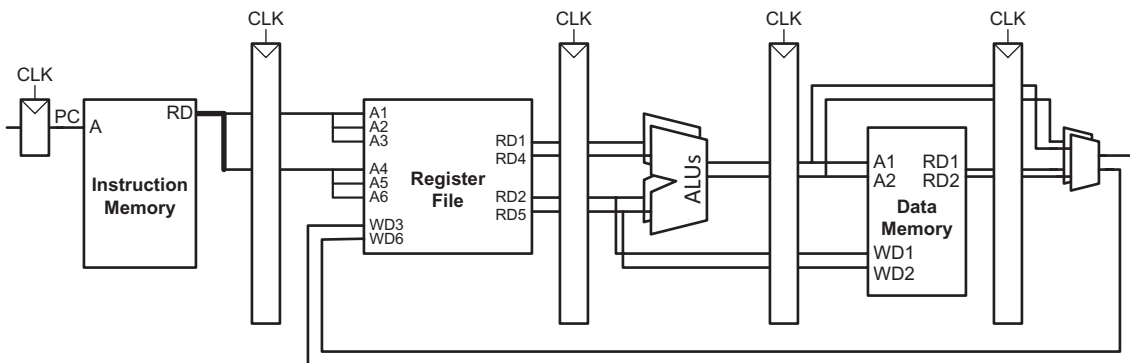 CLK
CLK
CLK
CLK
CLK
PC
A
RD
Instruction
Memory
A1
A2
A3
A4
A5
A6
WD3
WD6
Register
File
RD1
RD4
RD2
RD5
ALUs
A1
A2
RD1
RD2
Data
Memory
WD1
WD2